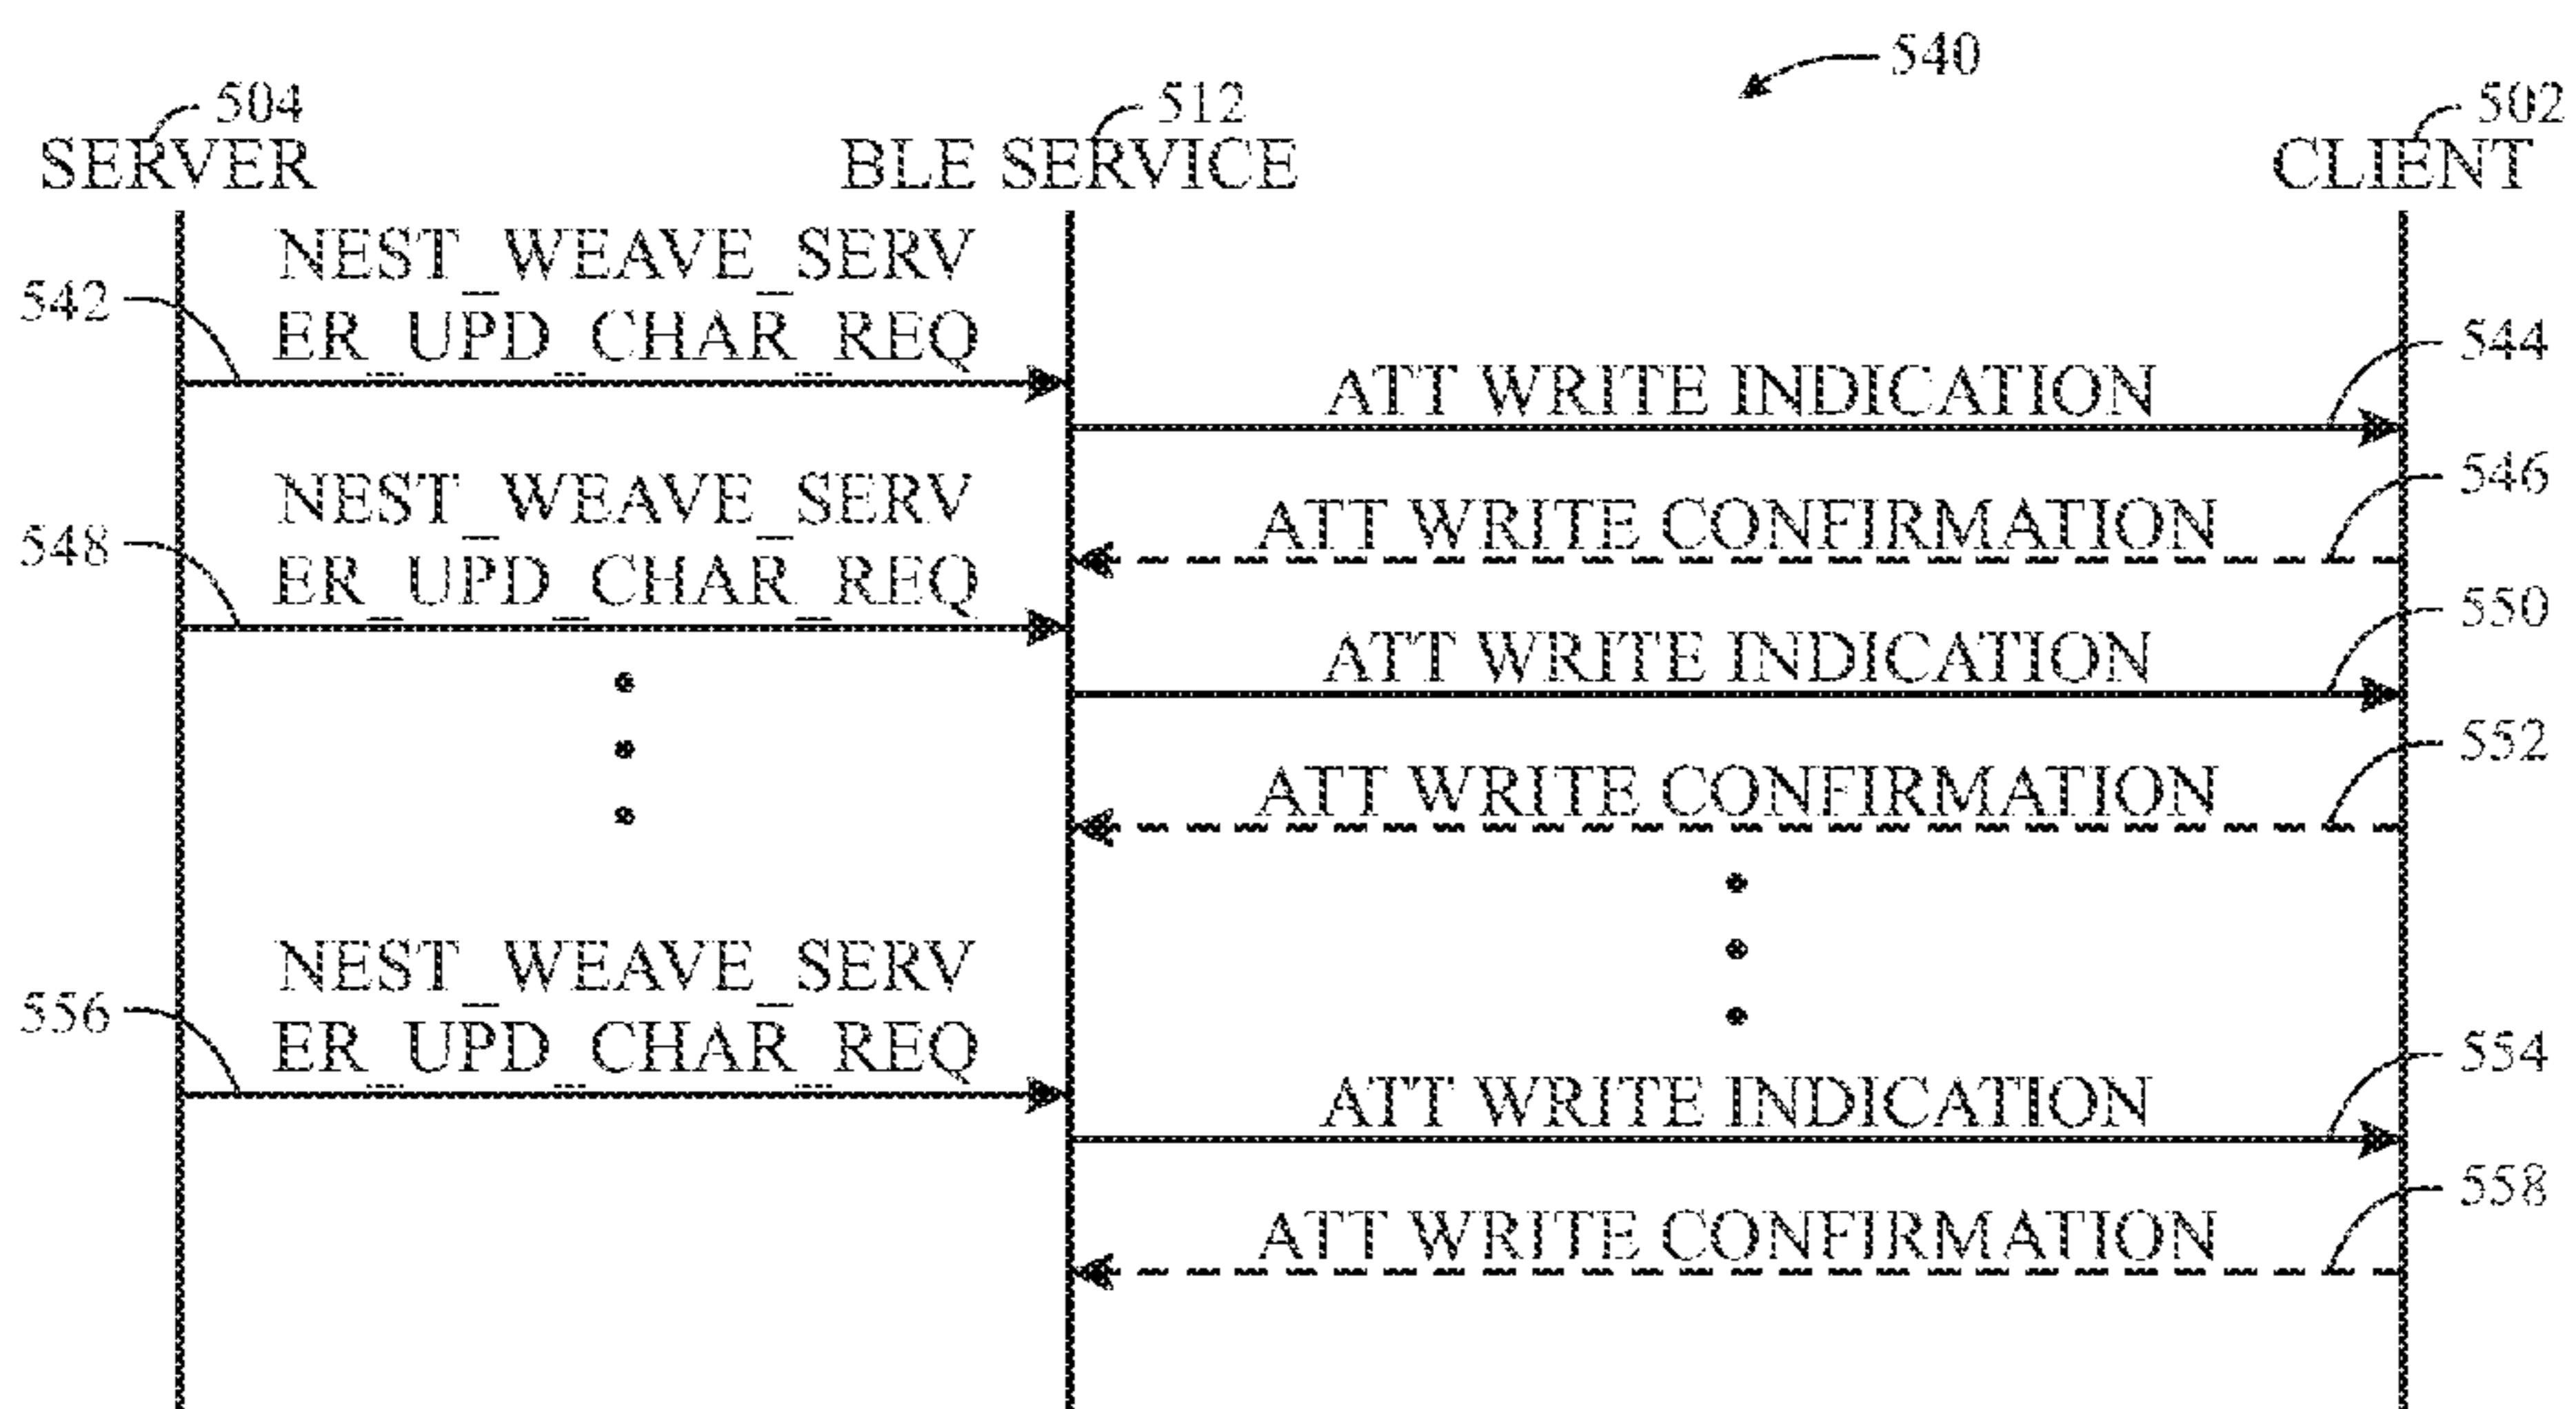 540
504
512
502
SERVER
BLE SERVICE
CLIENT
NEST_WEAVE_SERV
ER_UPD_CHAR_REQ
542
544
ATT WRITE INDICATION
546
ATT WRITE CONFIRMATION
NEST_WEAVE_SERV
ER_UPD_CHAR_REQ
548
550
ATT WRITE INDICATION
552
ATT WRITE CONFIRMATION
NEST_WEAVE_SERV
ER_UPD_CHAR_REQ
556
554
ATT WRITE INDICATION
558
ATT WRITE CONFIRMATION